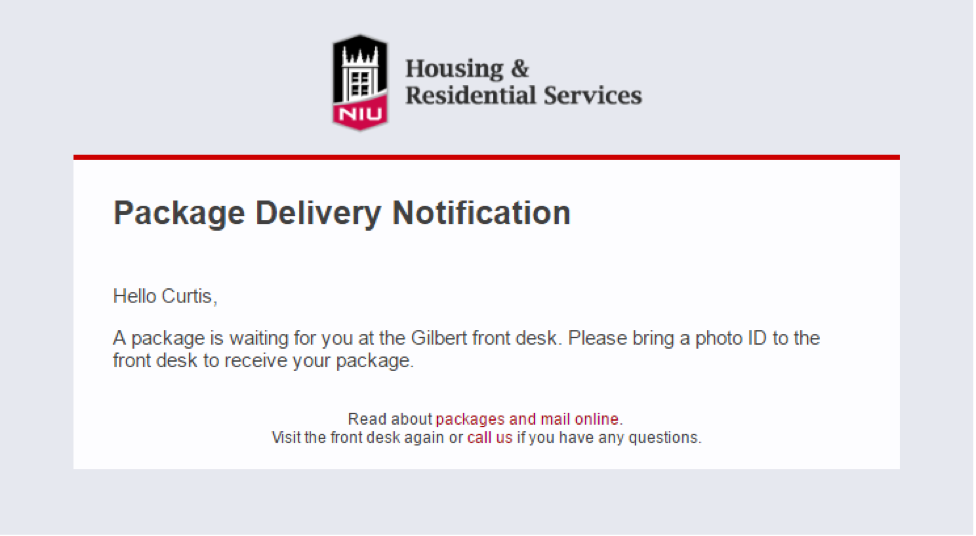 NIU
Housing &
Residential Services
Package Delivery Notification
Hello Curtis,
A package is waiting for you at the Gilbert front desk. Please bring a photo ID to the
front desk to receive your package.
Read about packages and mail online.
Visit the front desk again or call us if you have any questions.